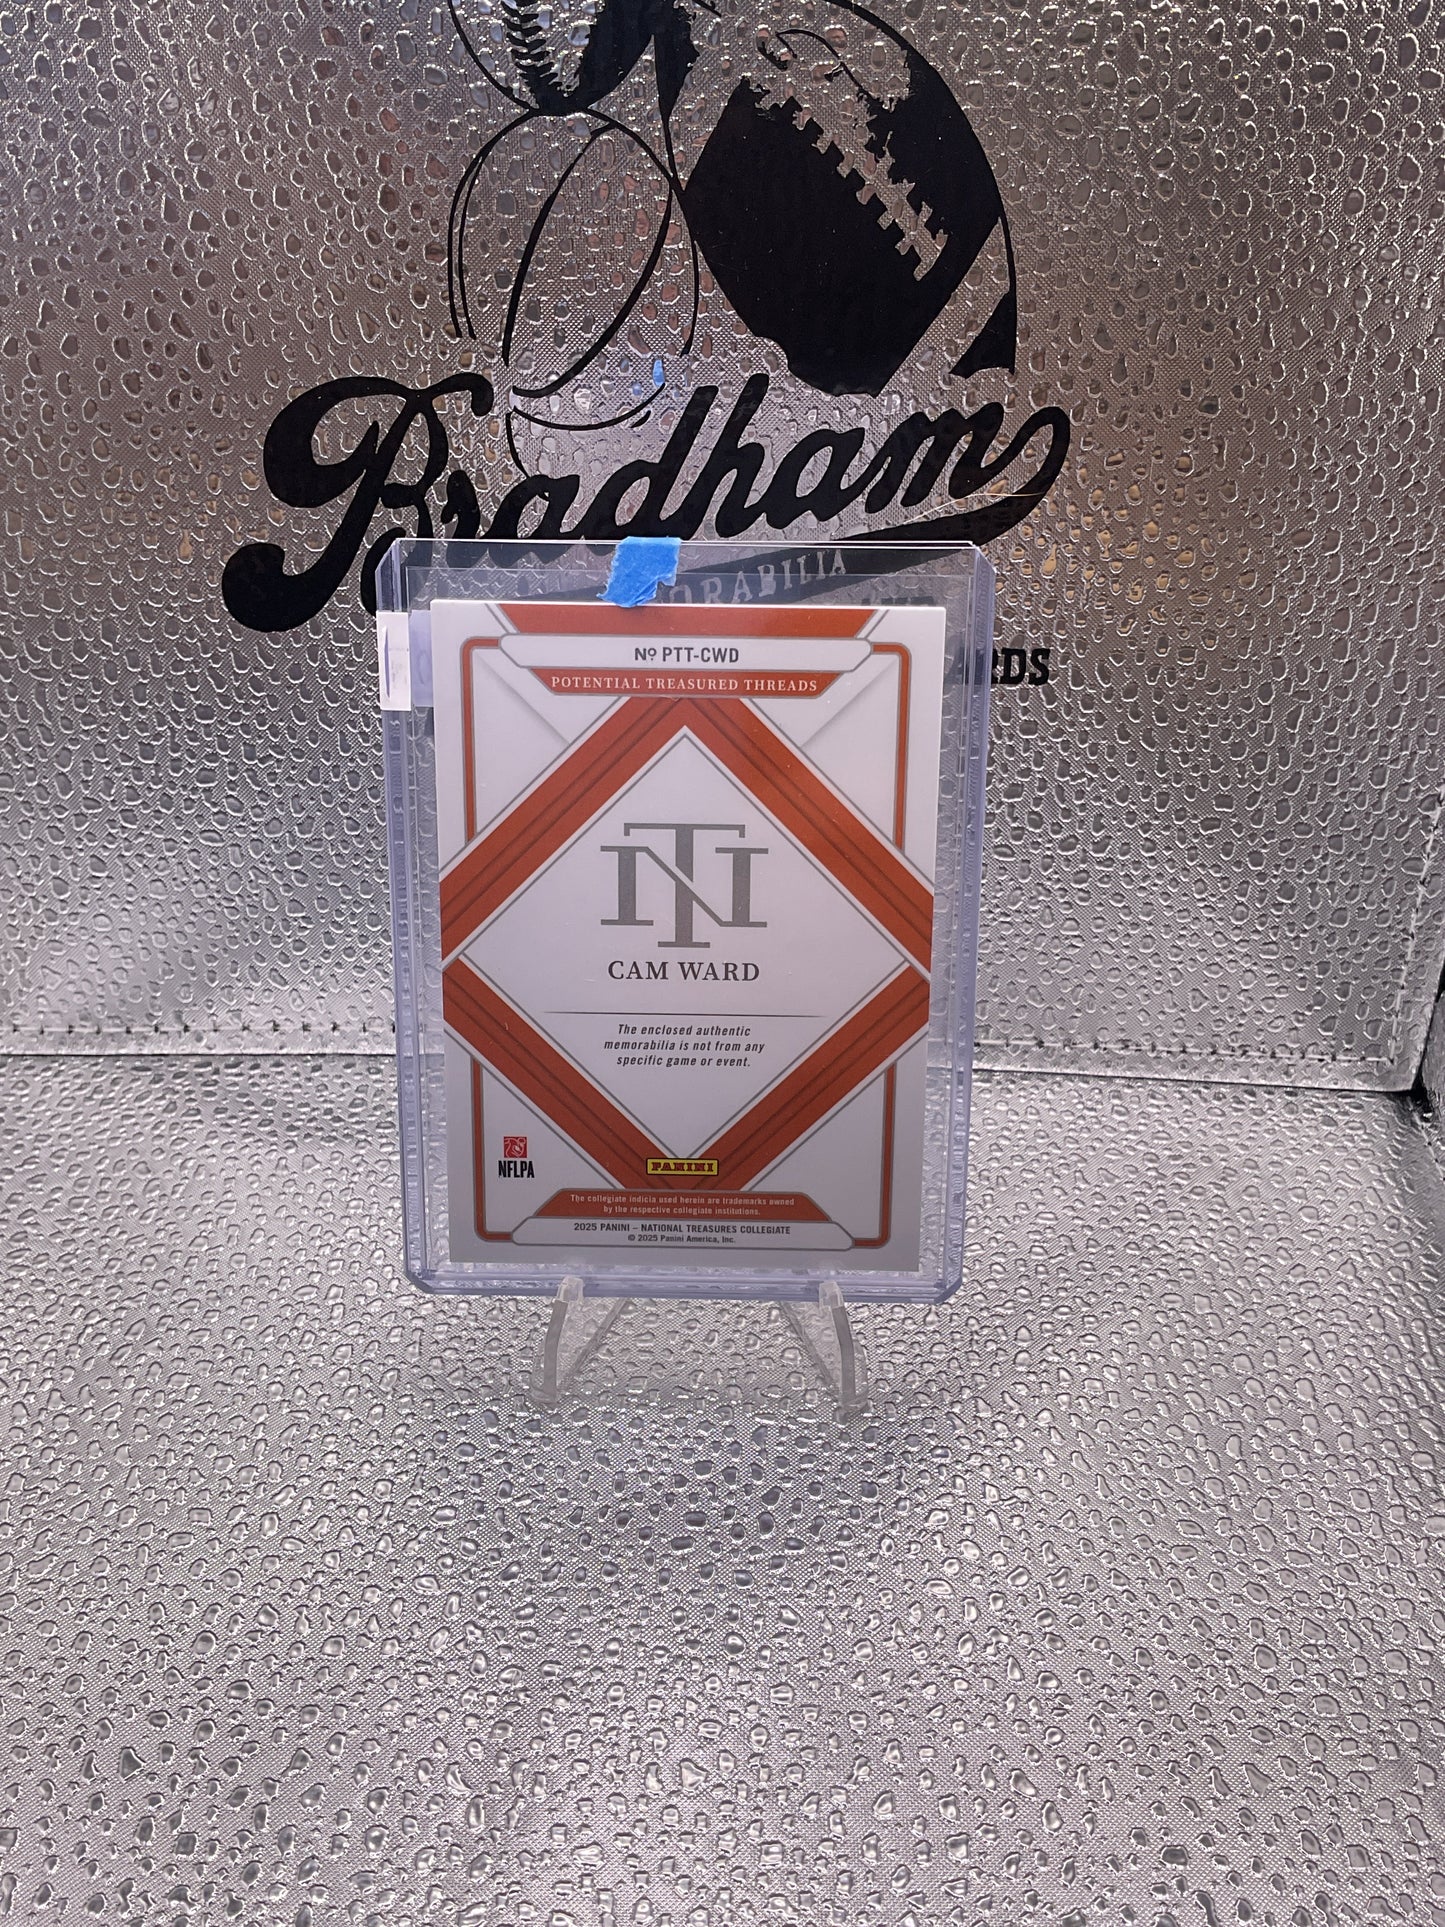 Bradham
ORABILIA
RDS
Nº PTT-CWD
POTENTIAL TREASURED THREADS
NT
CAM WARD
The enclosed authentic
memorabilia is not from any
specific game or event.
NFLPA
PANINI
The collegiate indicia used herein are trademarks owned
by the respective collegiate institutions.
2025 PANINI – NATIONAL TREASURES COLLEGIATE
© 2025 Panini America, Inc.